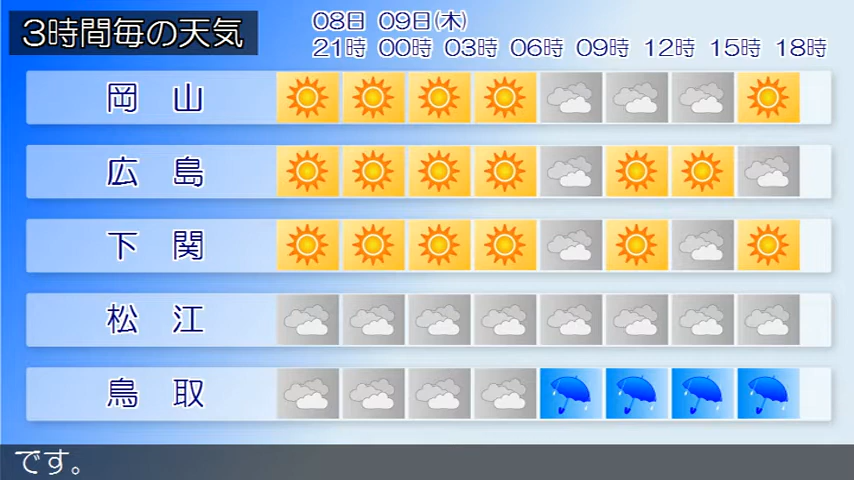 3時間毎の天気
08日 09日(木)
21時 00時 03時 06時 09時 12時 15時 18時
岡 山
広 島
下 関
松 江
鳥 取
です。